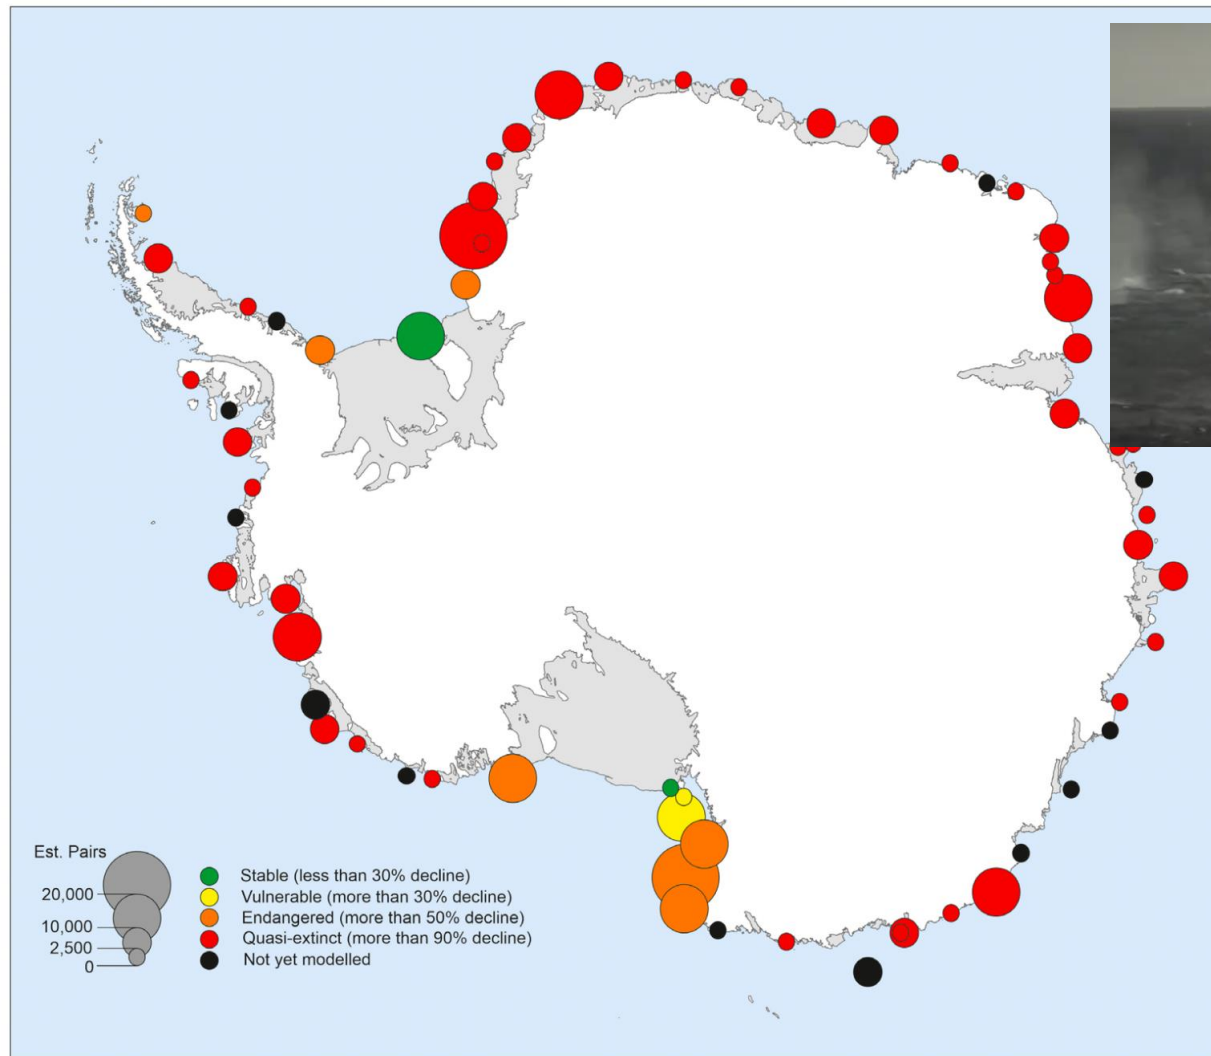 Est. Pairs
20,000
10,000
2,500
0
Stable (less than 30% decline)
Vulnerable (more than 30% decline)
Endangered (more than 50% decline)
Quasi-extinct (more than 90% decline)
Not yet modelled